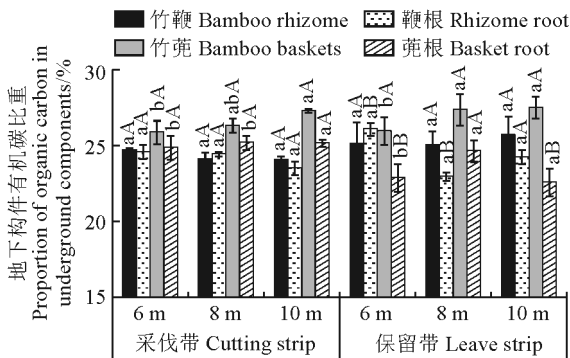 竹鞭 Bamboo rhizome 鞭根 Rhizome root
竹蔸 Bamboo baskets 蔸根 Basket root
地下构件有机碳比重
Proportion of organic carbon in
underground components/%
30
25
20
15
aA aA bA bA aA aA abA bA aA aA aA aA aA aB bA bB aA aB aA aA aA aA aA aB
6 m 8 m 10 m 6 m 8 m 10 m
采伐带 Cutting strip 保留带 Leave strip